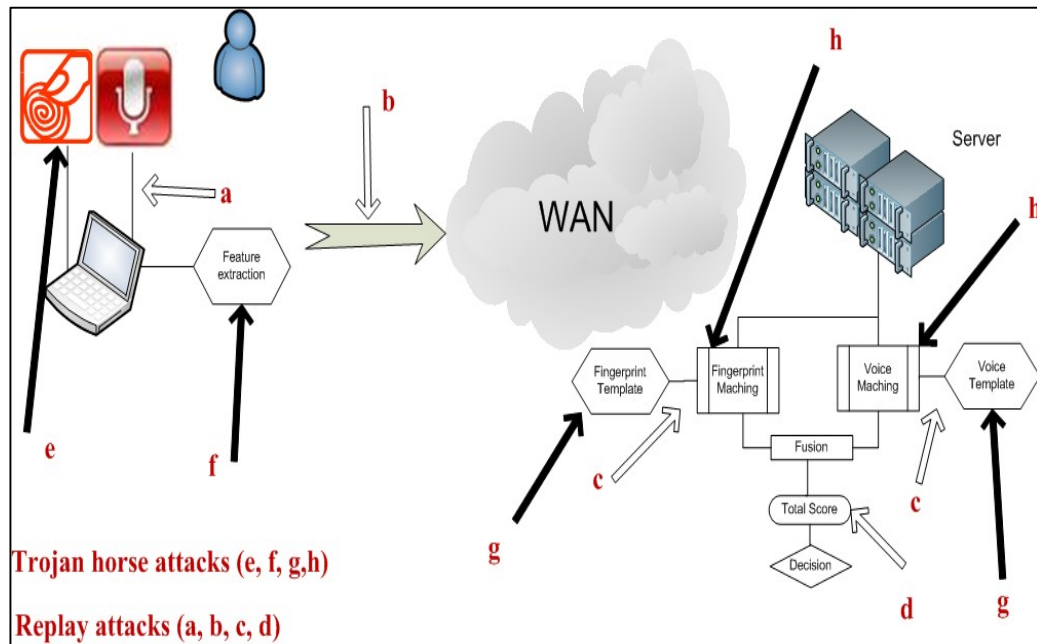 h
b
Server
a
WAN
h
Feature
extraction
Fingerprint
Template
Fingerprint
Maching
Voice
Maching
Voice
Template
e
f
Fusion
c
c
Total Score
g
Decision
d
g
Trojan horse attacks (e, f, g,h)
Replay attacks (a, b, c, d)